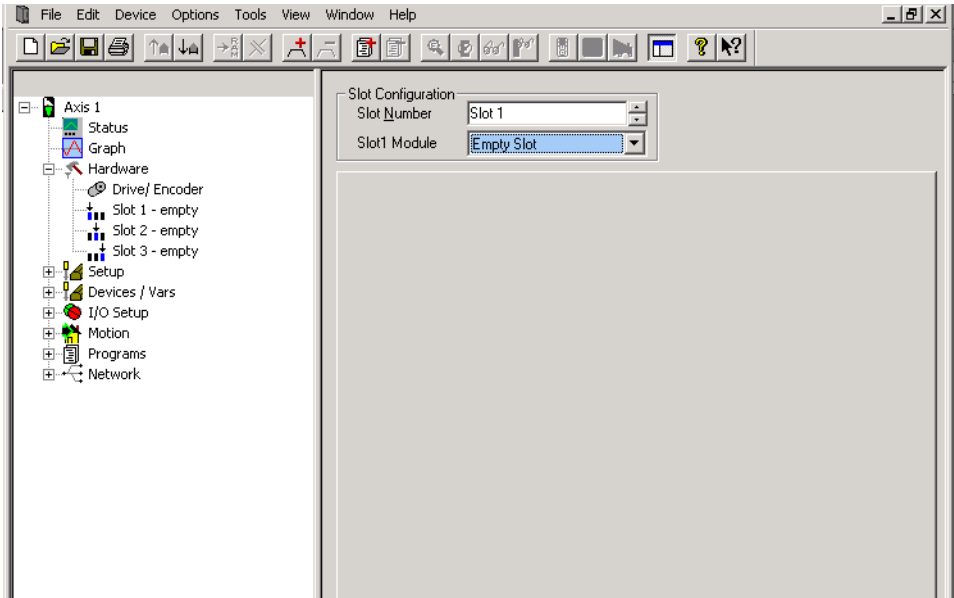 File Edit Device Options Tools View Window Help
Axis 1
Status
Graph
Hardware
Drive/ Encoder
Slot 1 - empty
Slot 2 - empty
Slot 3 - empty
Setup
Devices / Vars
I/O Setup
Motion
Programs
Network
Slot Configuration
Slot Number Slot 1
Slot1 Module Empty Slot